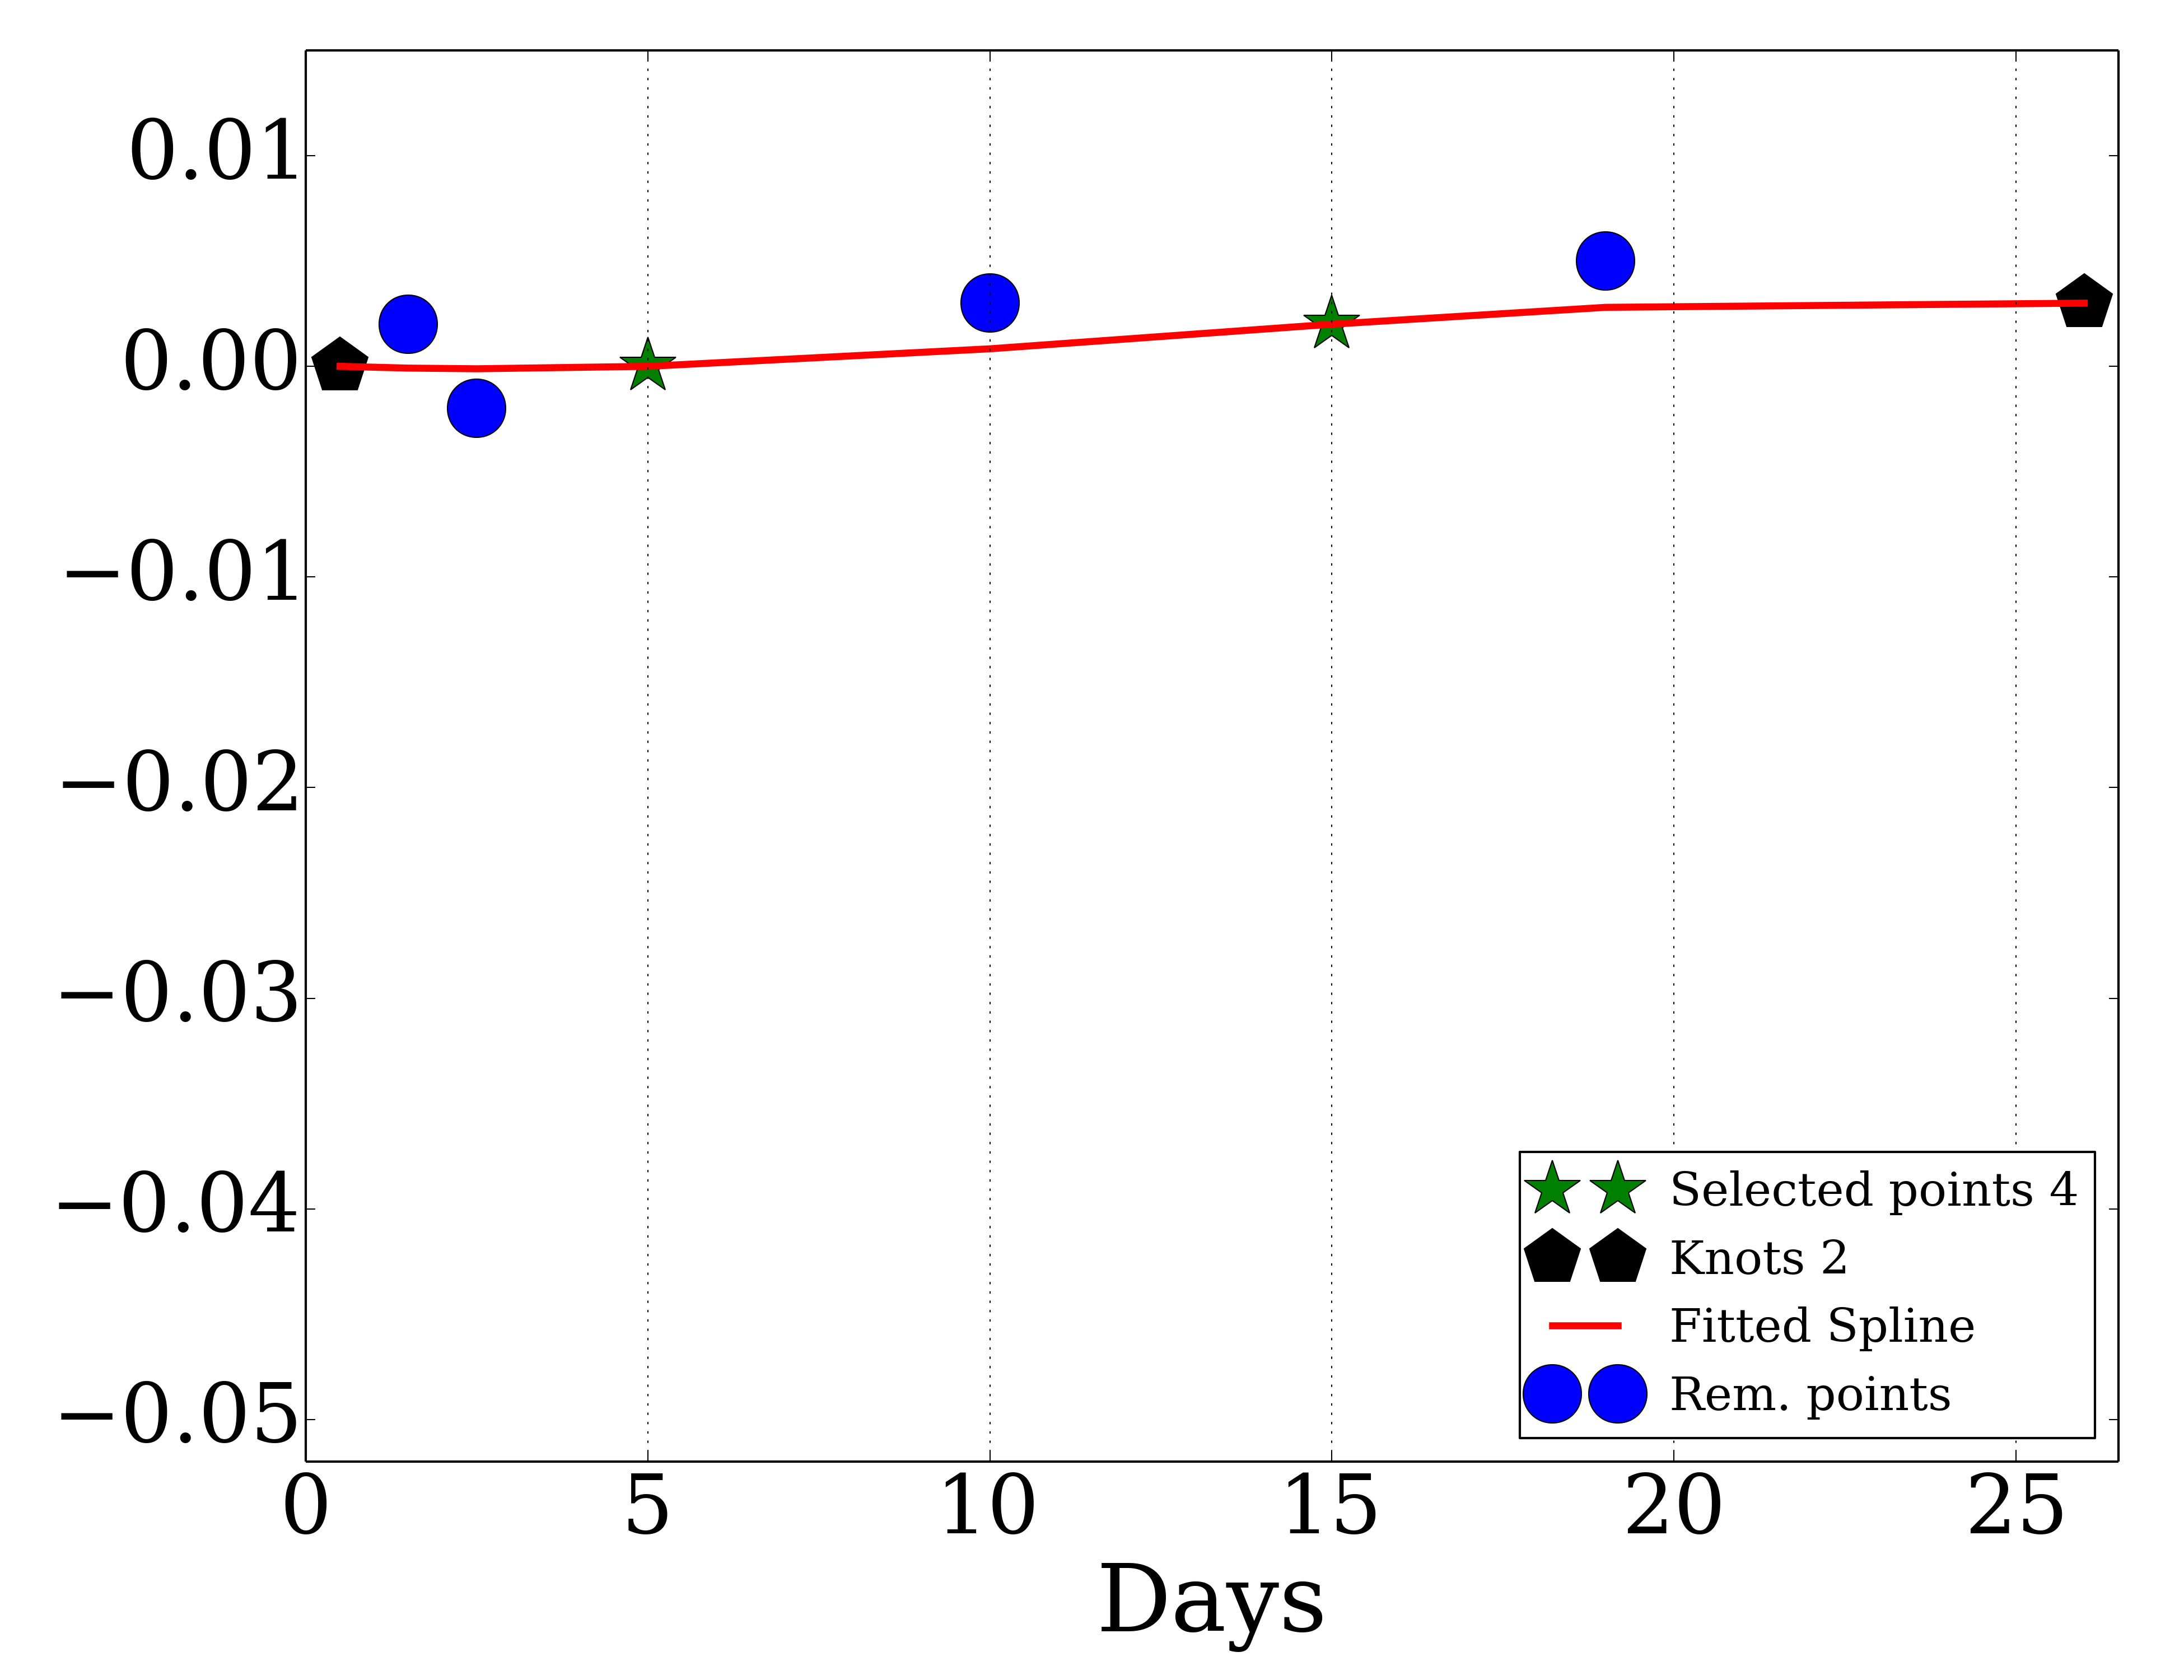 0.01
0.00
−0.01
−0.02
−0.03
−0.04
−0.05
Selected points 4
Knots 2
Fitted Spline
Rem. points
0 5 10 15 20 25
Days